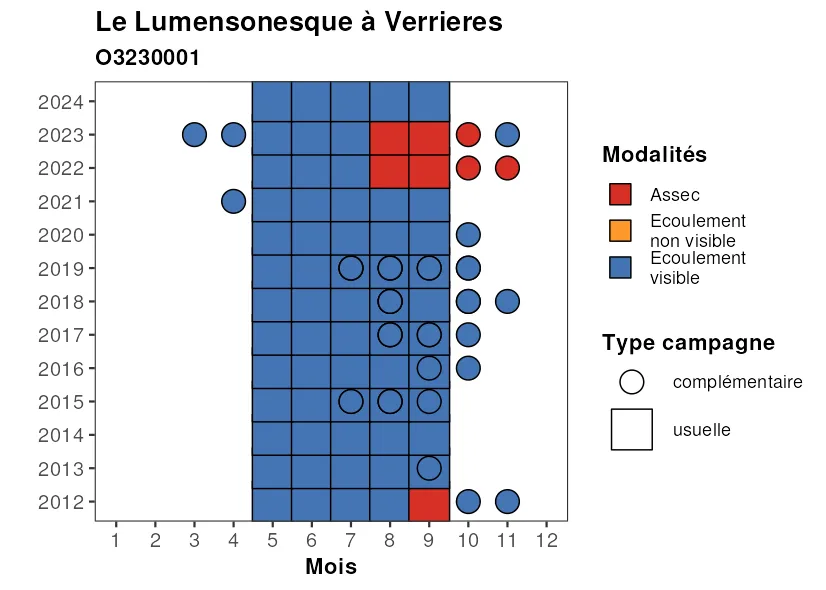 Le Lumensonesque à Verrieres
O3230001
2024
2023
2022
2021
2020
2019
2018
2017
2016
2015
2014
2013
2012
1 2 3 4 5 6 7 8 9 10 11 12
Mois
Modalités
Assec
Ecoulement
non visible
Ecoulement
visible
Type campagne
complémentaire
usuelle